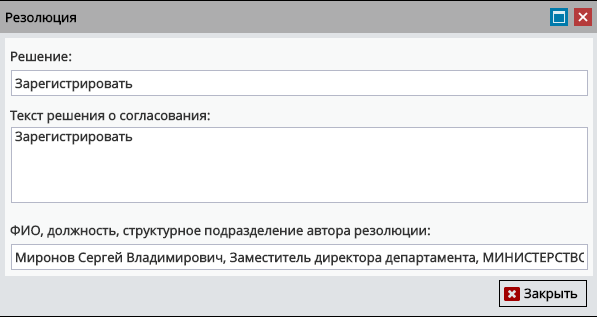 Резолюция
Решение:
Зарегистрировать
Текст решения о согласования:
Зарегистрировать
ФИО, должность, структурное подразделение автора резолюции:
Миронов Сергей Владимирович, Заместитель директора департамента, МИНИСТЕРСТВО
Закрыть